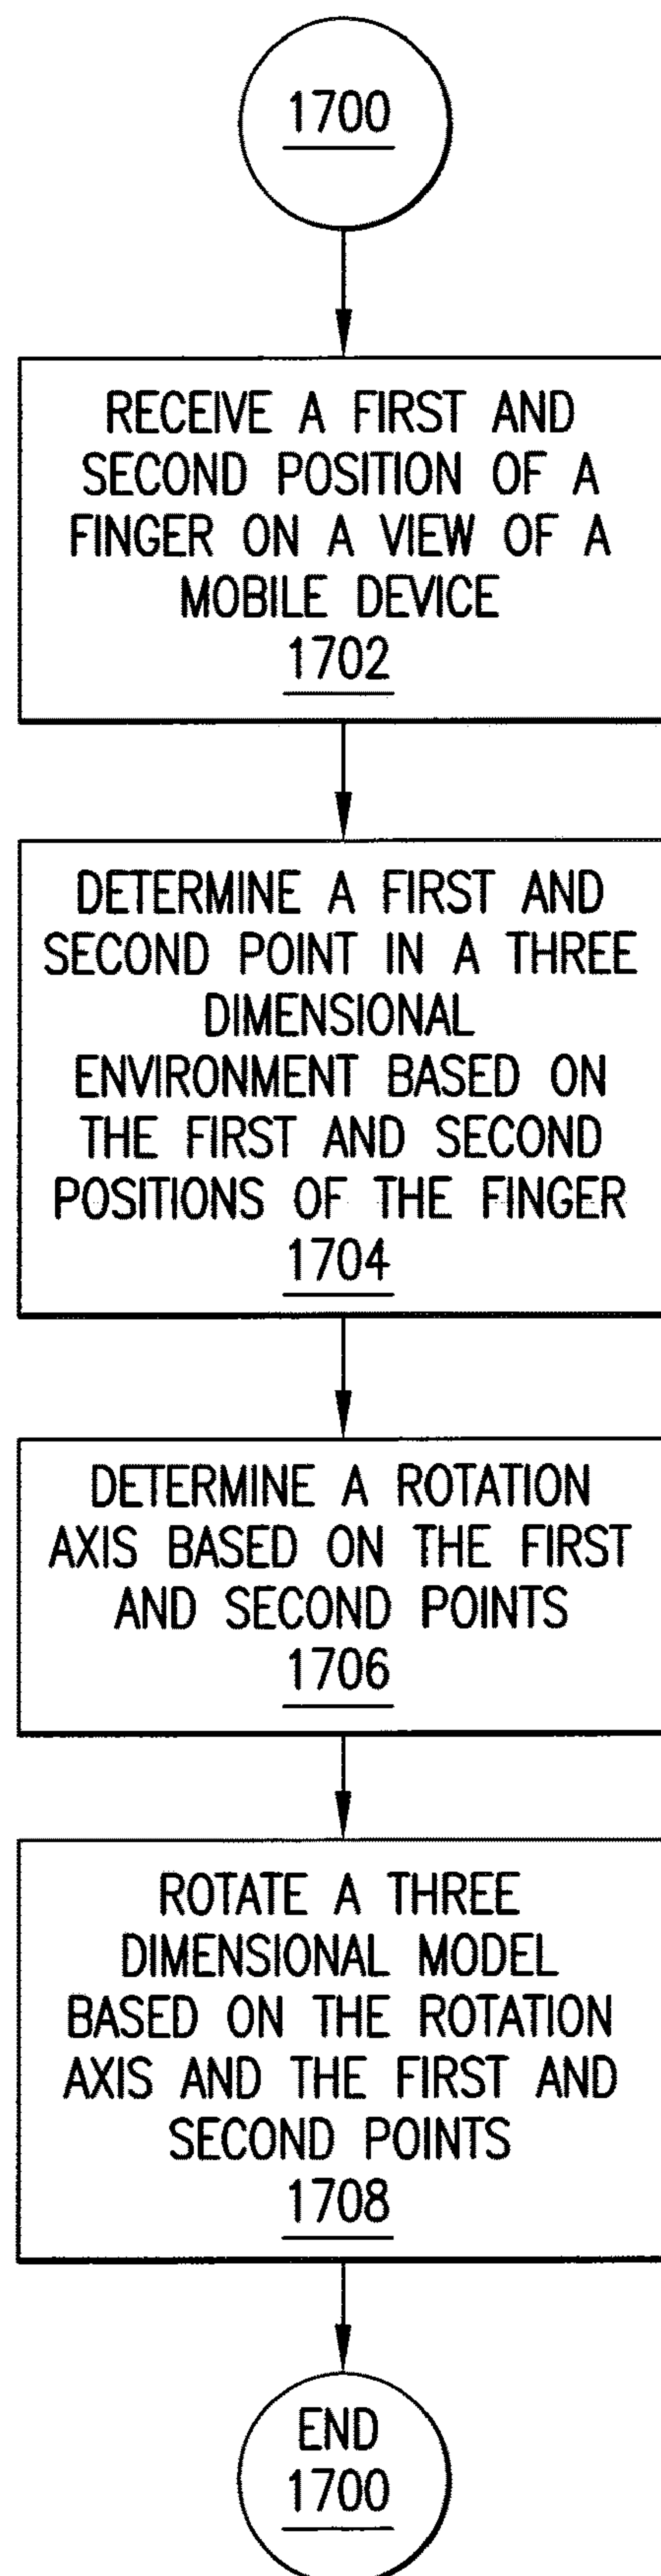 1700
RECEIVE A FIRST AND
SECOND POSITION OF A
FINGER ON A VIEW OF A
MOBILE DEVICE
1702
DETERMINE A FIRST AND
SECOND POINT IN A THREE
DIMENSIONAL
ENVIRONMENT BASED ON
THE FIRST AND SECOND
POSITIONS OF THE FINGER
1704
DETERMINE A ROTATION
AXIS BASED ON THE FIRST
AND SECOND POINTS
1706
ROTATE A THREE
DIMENSIONAL MODEL
BASED ON THE ROTATION
AXIS AND THE FIRST AND
SECOND POINTS
1708
END
1700